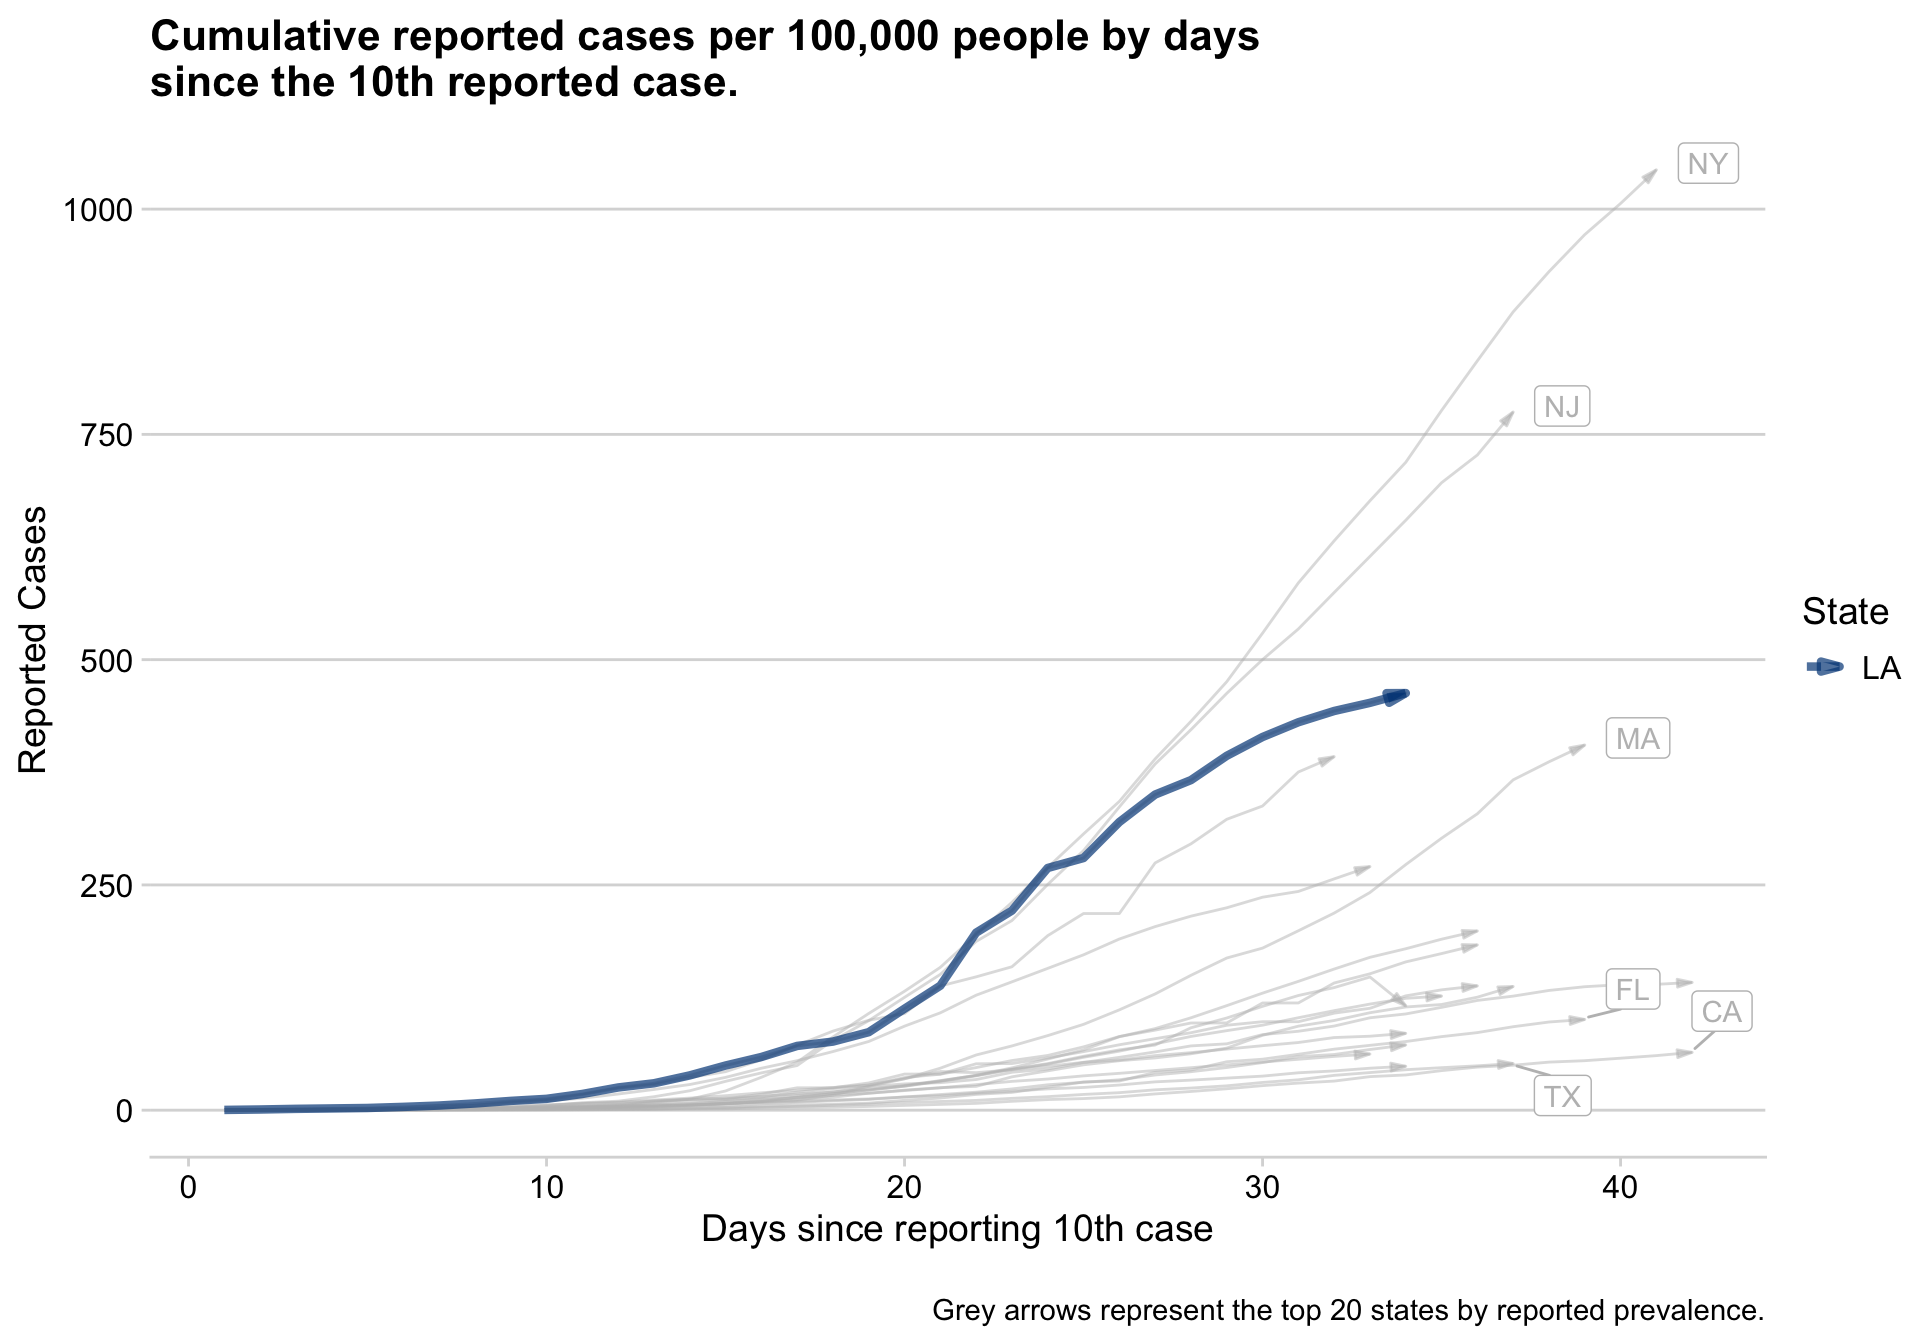 Cumulative reported cases per 100,000 people by days
since the 10th reported case.
NY
1000
NJ
750
Reported Cases
State
LA
500
MA
250
FL
CA
TX
0
0 10 20 30 40
Days since reporting 10th case
Grey arrows represent the top 20 states by reported prevalence.